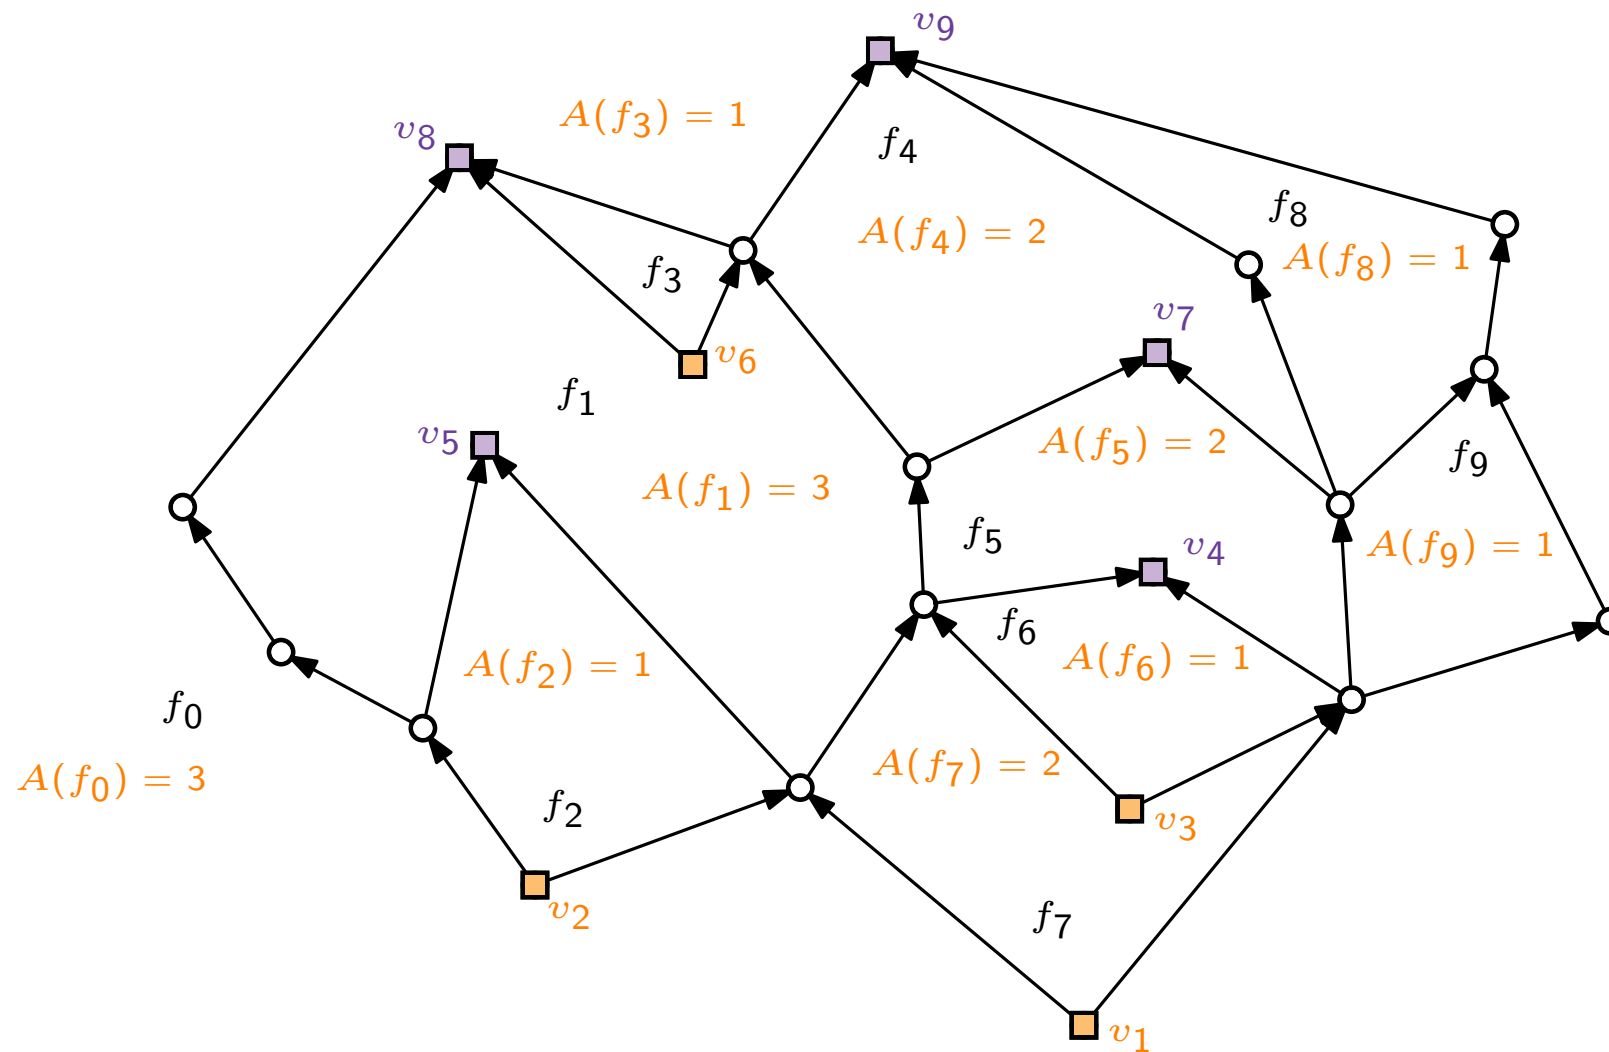 v9
A(f3) = 1
v8
f4
f8
A(f4) = 2
A(f8) = 1
f3
v7
v6
f1
v5
A(f5) = 2
f9
A(f1) = 3
f5
v4
A(f9) = 1
f6
A(f2) = 1
A(f6) = 1
f0
A(f7) = 2
A(f0) = 3
f2
v3
v2
f7
v1